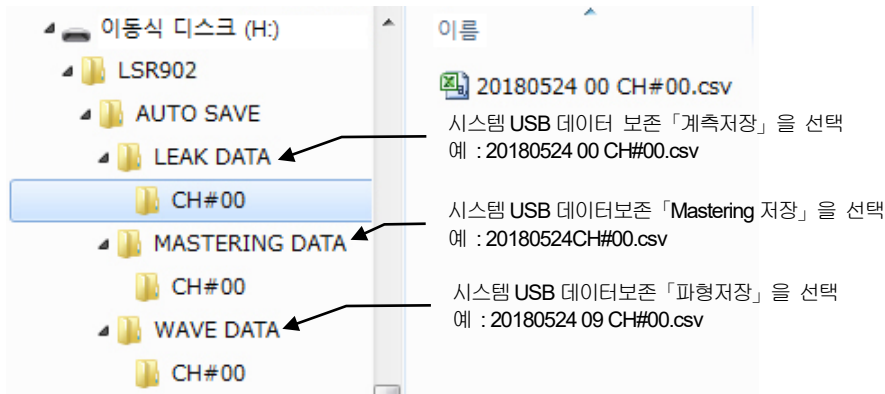 이동식 디스크 (H:)
LSR902
AUTO SAVE
LEAK DATA
CH#00
MASTERING DATA
CH#00
WAVE DATA
CH#00
이름
20180524 00 CH#00.csv
시스템 USB 데이터 보존「계측저장」을 선택
예 : 20180524 00 CH#00.csv
시스템 USB 데이터보존「Mastering 저장」을 선택
예 : 20180524CH#00.csv
시스템 USB 데이터보존「파형저장」을 선택
예 : 20180524 09 CH#00.csv